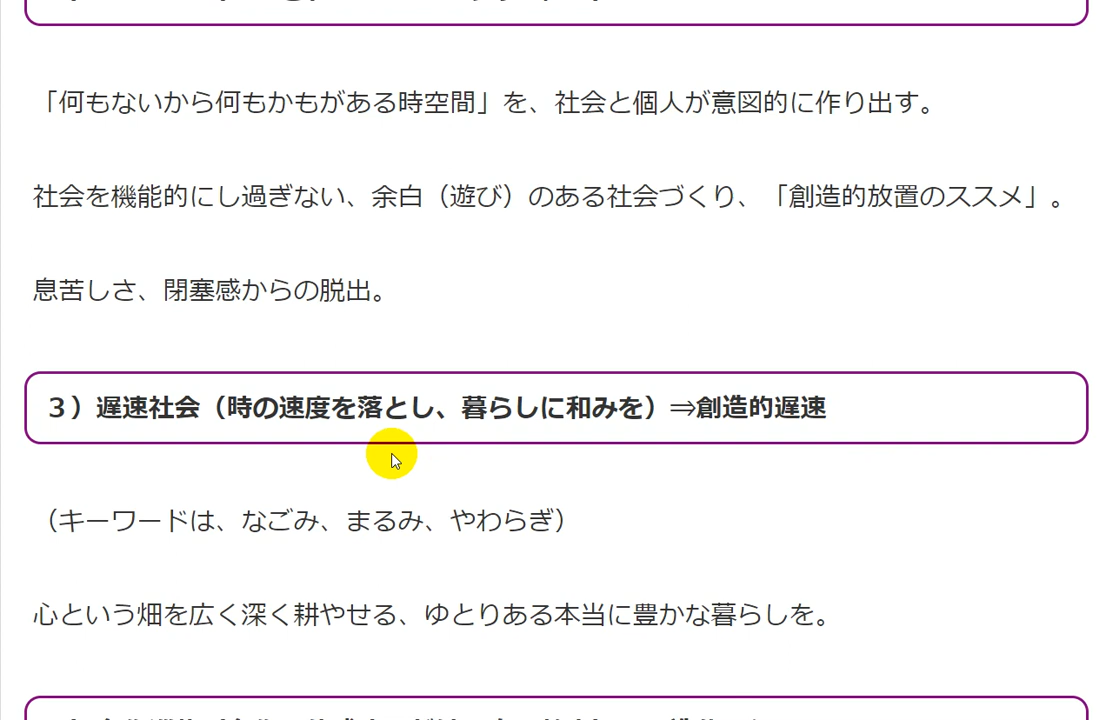 「何もないから何もかもがある時空間」を、社会と個人が意図的に作り出す。
社会を機能的にし過ぎない、余白（遊び）のある社会づくり、「創造的放置のススメ」。
息苦しさ、閉塞感からの脱出。
３）遅速社会（時の速度を落とし、暮らしに和みを）⇒創造的遅速
（キーワードは、なごみ、まるみ、やわらぎ）
心という畑を広く深く耕やせる、ゆとりある本当に豊かな暮らしを。